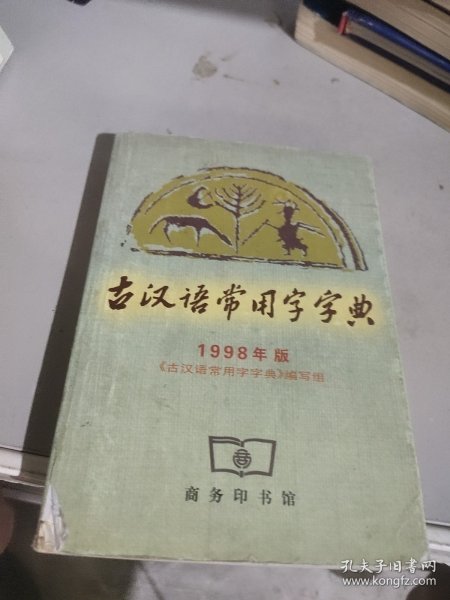 古汉语常用字字典
1998年版
《古汉语常用字字典》编写组
商务印书馆
孔夫子旧书网
www.kongfz.com